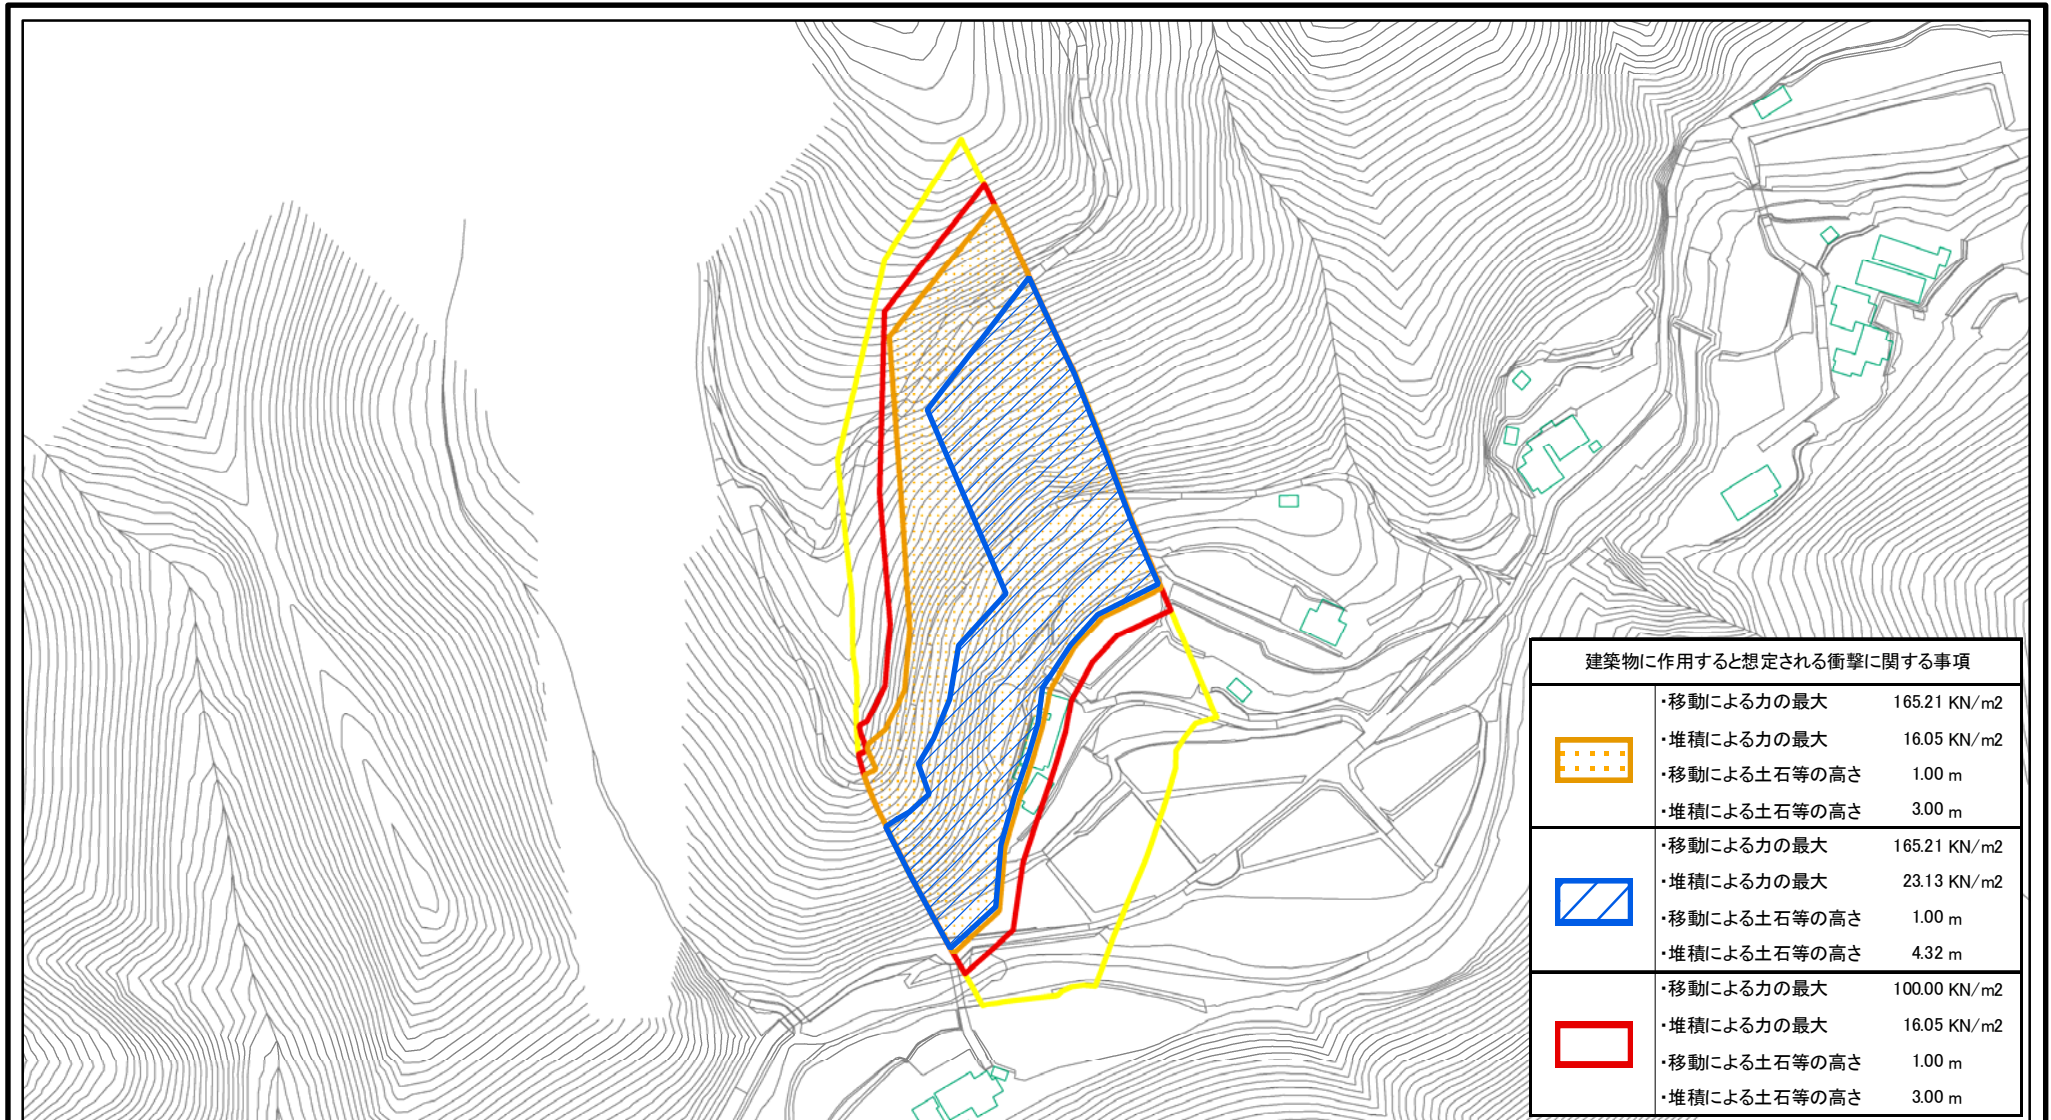 建築物に作用すると想定される衝撃に関する事項
・移動による力の最大 165.21 KN/m2
・堆積による力の最大 16.05 KN/m2
・移動による土石等の高さ 1.00 m
・堆積による土石等の高さ 3.00 m
・移動による力の最大 165.21 KN/m2
・堆積による力の最大 23.13 KN/m2
・移動による土石等の高さ 1.00 m
・堆積による土石等の高さ 4.32 m
・移動による力の最大 100.00 KN/m2
・堆積による力の最大 16.05 KN/m2
・移動による土石等の高さ 1.00 m
・堆積による土石等の高さ 3.00 m